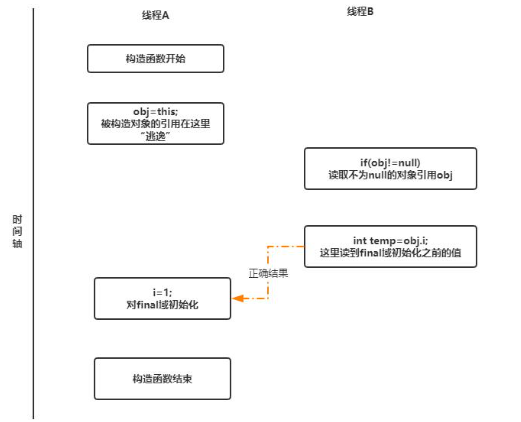 线程A
线程B
构造函数开始
obj=this;
被构造对象的引用在这里
"逃逸"
if(obj!=null)
读取不为null的对象引用obj
时间轴
int temp=obj.i;
这里读到final域初始化之前的值
正确结果
i=1;
对final域初始化
构造函数结束